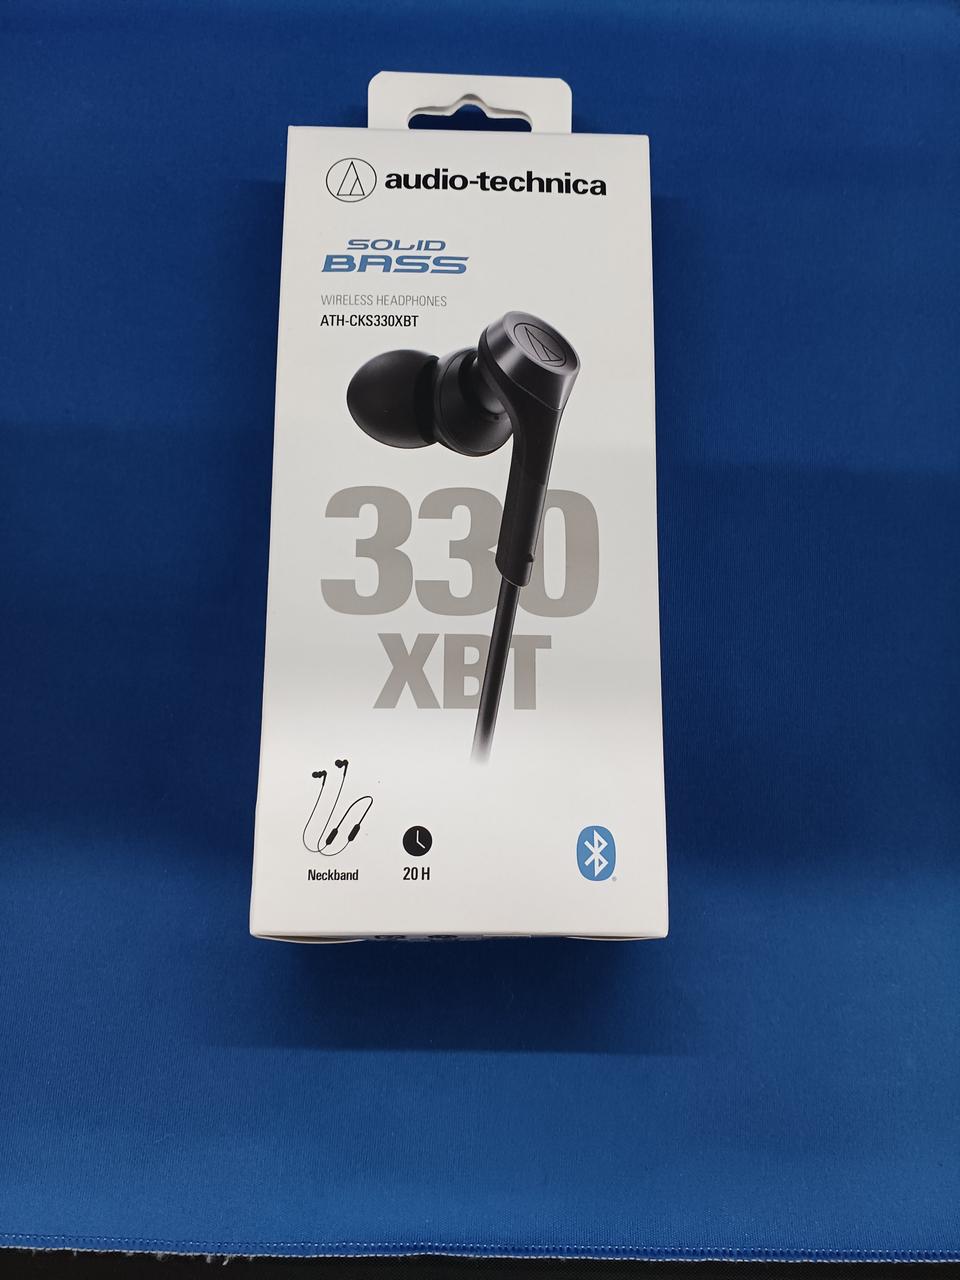 audio-technica
SOLID
BASS
WIRELESS HEADPHONES
ATH-CKS330XBT
330
XBT
Neckband
20 H